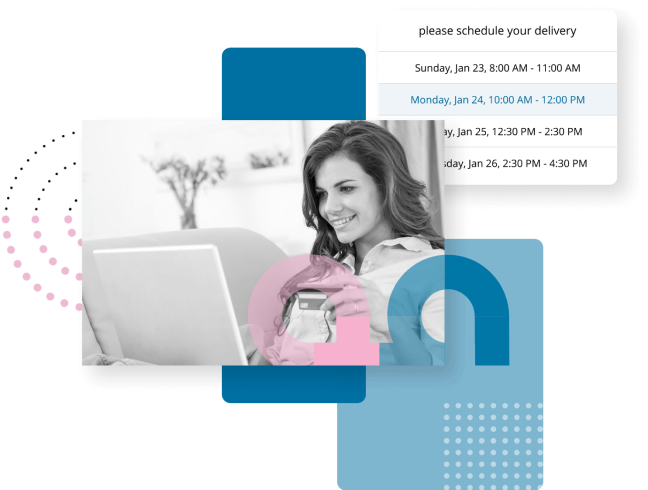 please schedule your delivery
Sunday, Jan 23, 8:00 AM - 11:00 AM
Monday, Jan 24, 10:00 AM - 12:00 PM
ay, Jan 25, 12:30 PM - 2:30 PM
sday, Jan 26, 2:30 PM - 4:30 PM